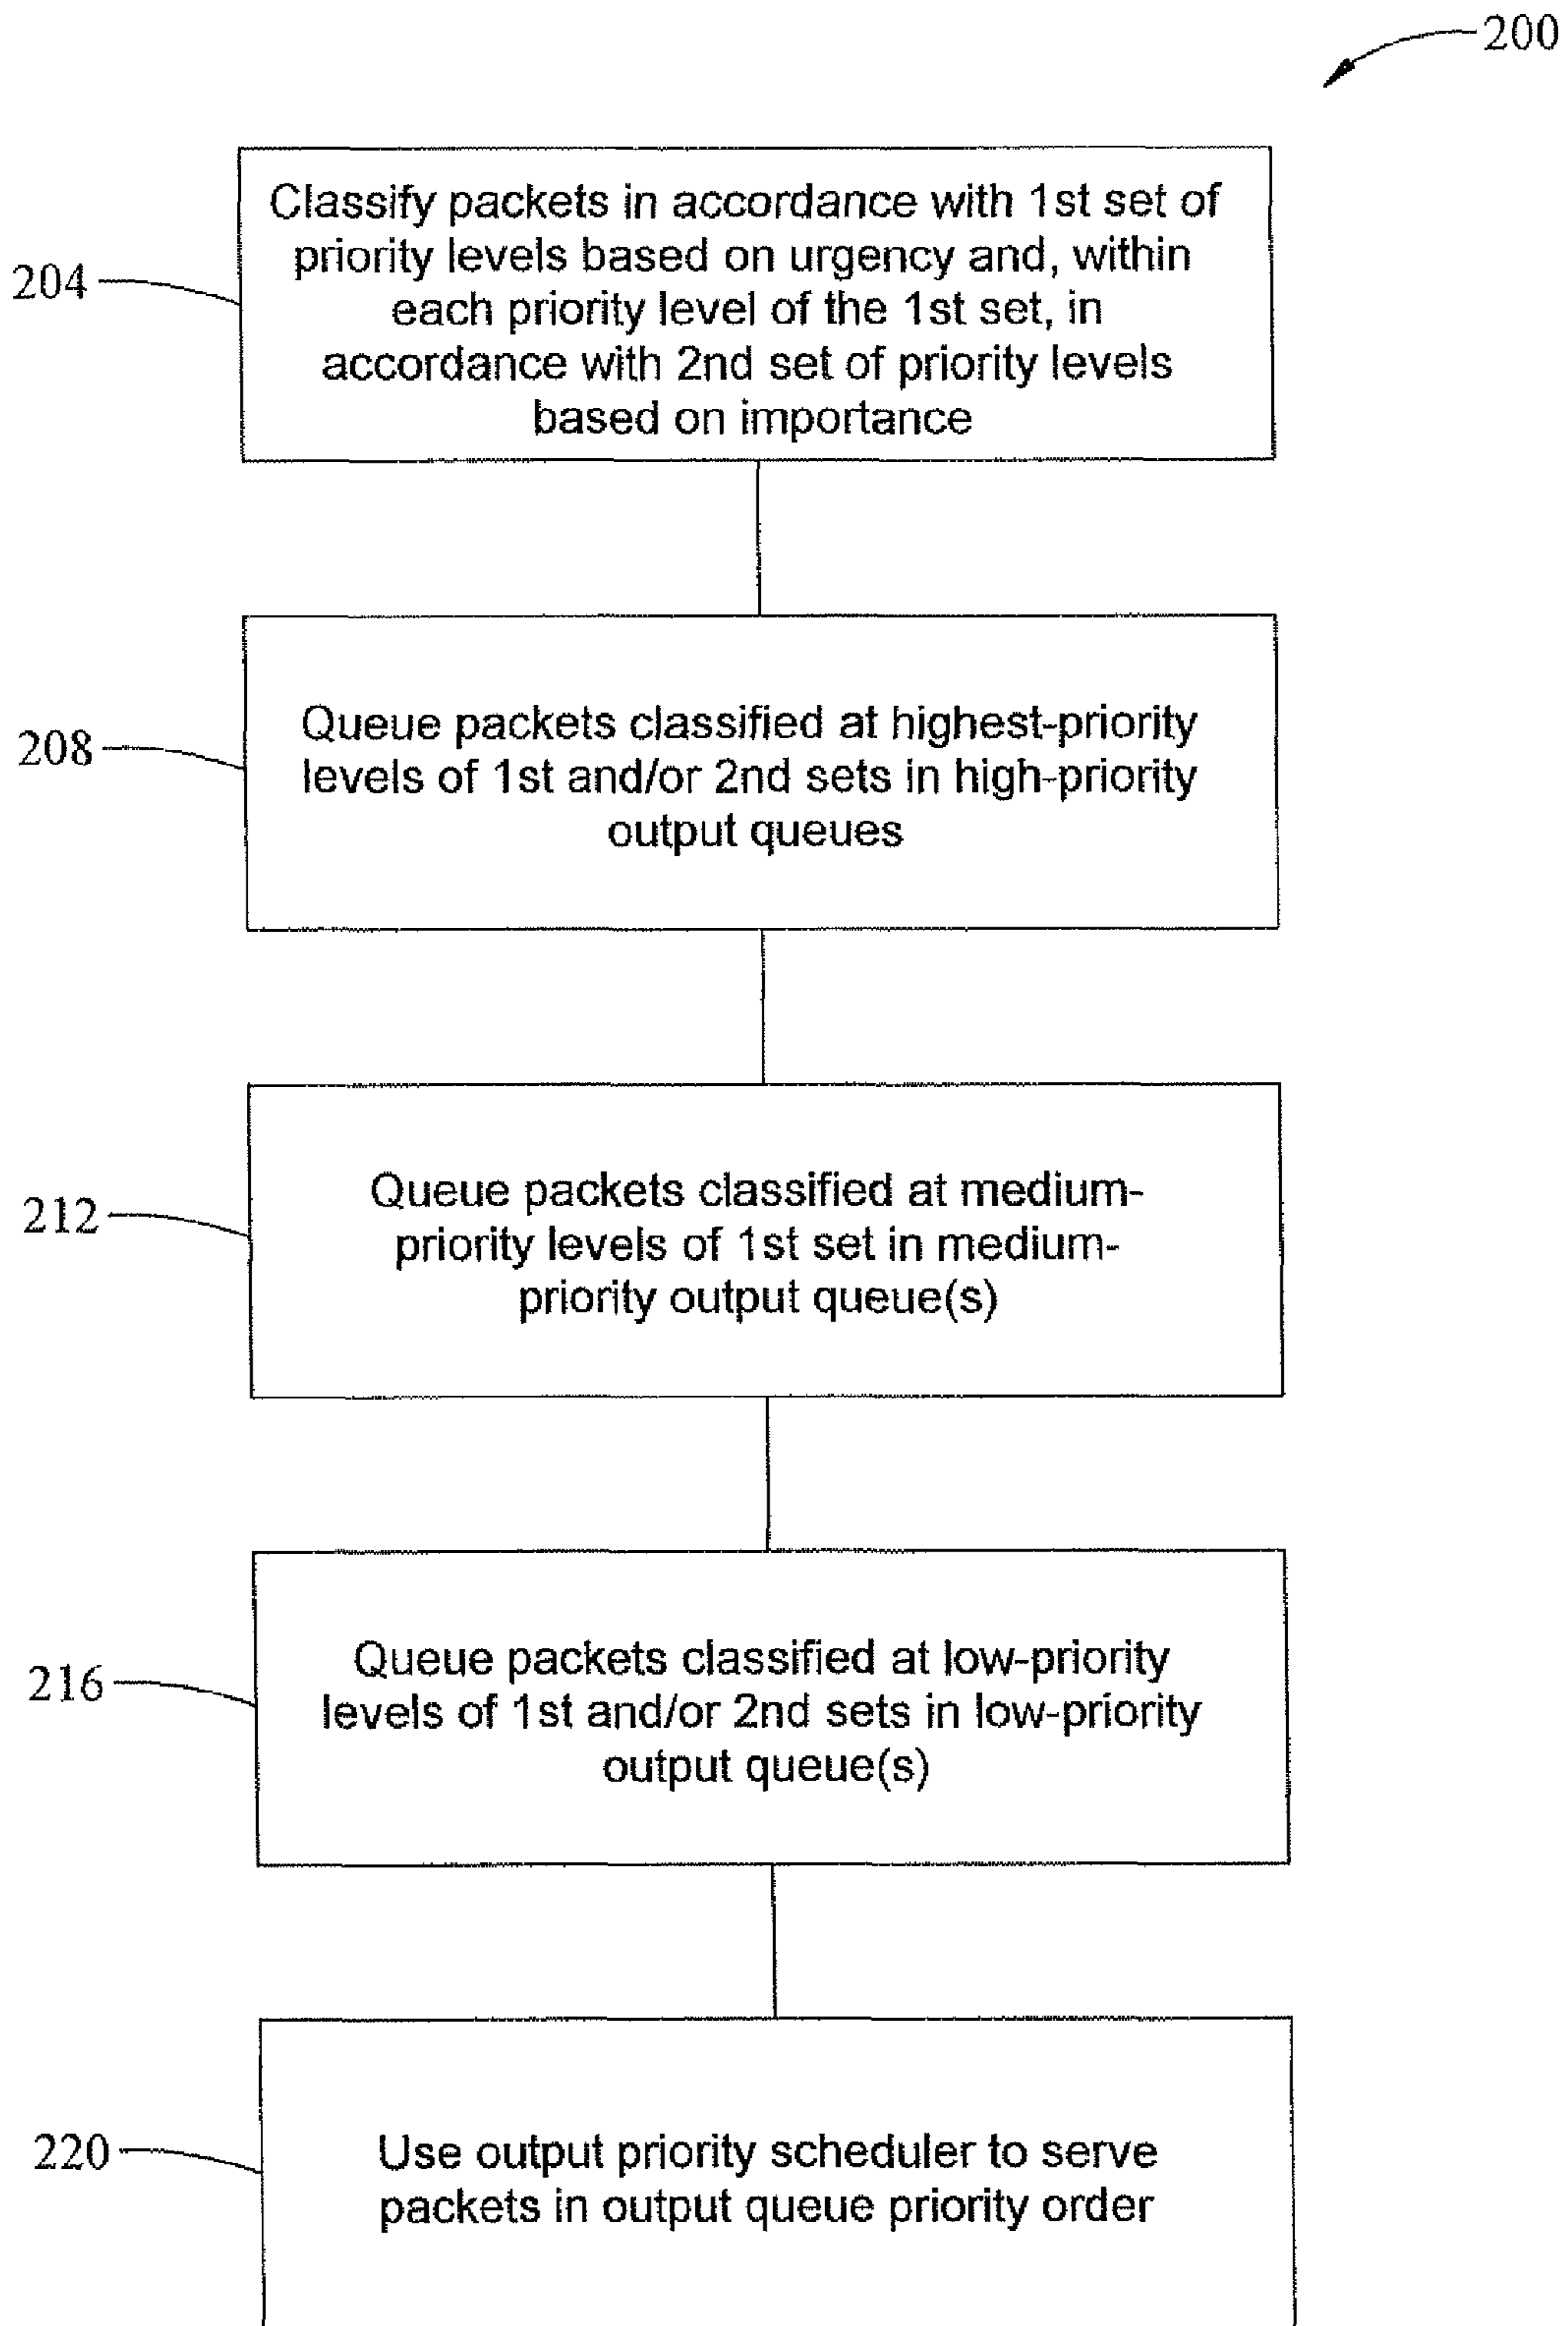 200
204
Classify packets in accordance with 1st set of
priority levels based on urgency and, within
each priority level of the 1st set, in
accordance with 2nd set of priority levels
based on importance
208
Queue packets classified at highest-priority
levels of 1st and/or 2nd sets in high-priority
output queues
212
Queue packets classified at medium-
priority levels of 1st set in medium-
priority output queue(s)
216
Queue packets classified at low-priority
levels of 1st and/or 2nd sets in low-priority
output queue(s)
220
Use output priority scheduler to serve
packets in output queue priority order